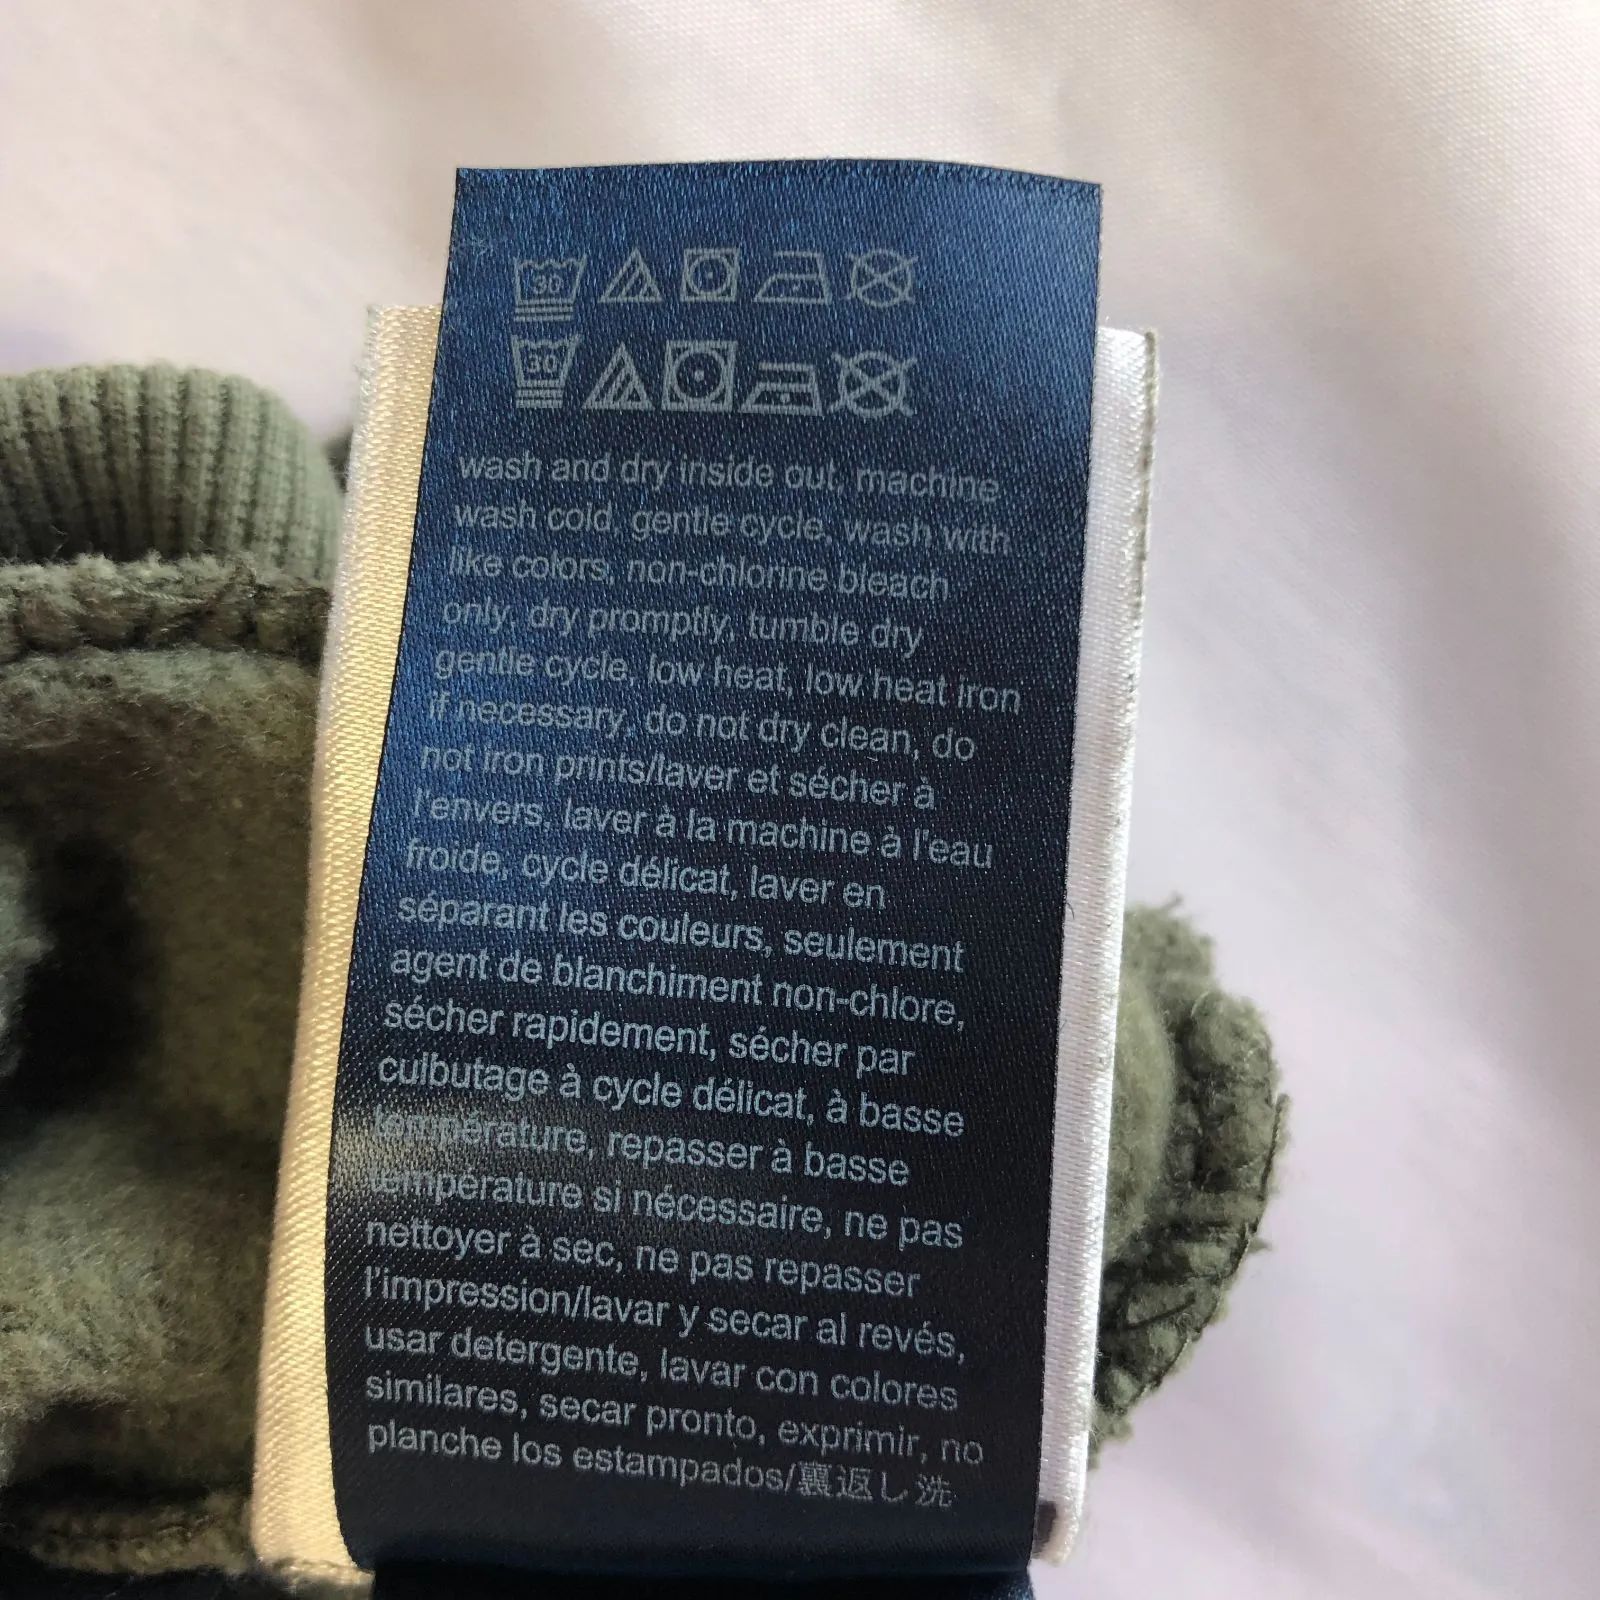 30
30
wash and dry inside out, machine
wash cold, gentle cycle, wash with
like colors, non-chlorine bleach
only, dry promptly, tumble dry
gentle cycle, low heat, low heat iron
if necessary, do not dry clean, do
not iron prints/laver et sécher à
l'envers, laver à la machine à l'eau
froide, cycle délicat, laver en
séparant les couleurs, seulement
agent de blanchiment non-chlore,
sécher rapidement, sécher par
culbutage à cycle délicat, à basse
température, repasser à basse
température si nécessaire, ne pas
nettoyer à sec, ne pas repasser
l'impression/lavar y secar al revés,
usar detergente, lavar con colores
similares, secar pronto, exprimir, no
planche los estampados/裏返し洗